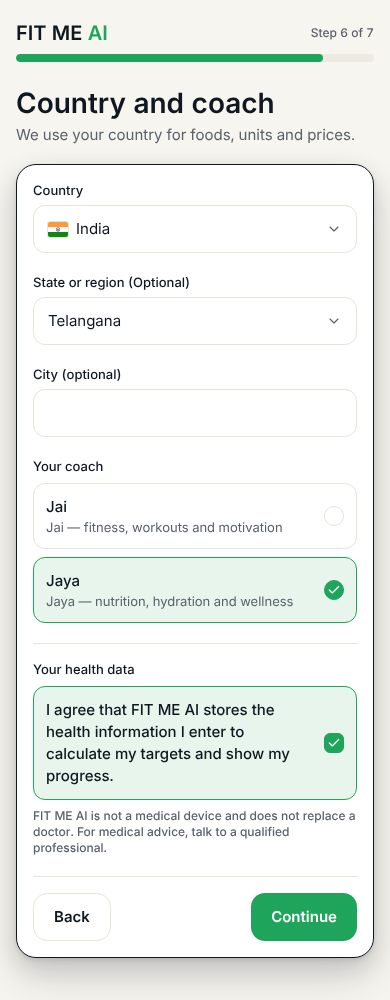 FIT ME AI
Step 6 of 7
Country and coach
We use your country for foods, units and prices.
Country
India
State or region (Optional)
Telangana
City (optional)
Your coach
Jai
Jai — fitness, workouts and motivation
Jaya
Jaya — nutrition, hydration and wellness
Your health data
I agree that FIT ME AI stores the
health information I enter to
calculate my targets and show my
progress.
FIT ME AI is not a medical device and does not replace a
doctor. For medical advice, talk to a qualified
professional.
Back
Continue